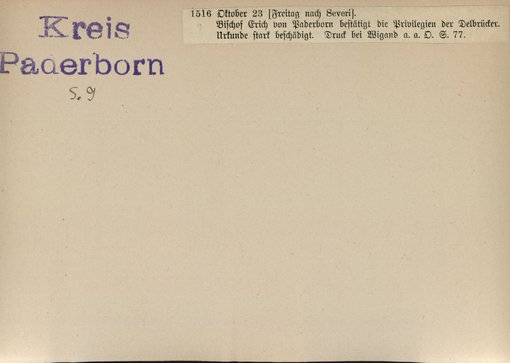 Kreis
Paderborn
S. 9
1516 Oktober 23 [Freitag nach Severi].
Bischof Erich von Paderborn bestätigt die Privilegien der Delbrücker.
Urkunde stark beschädigt. Druck bei Wigand a. a. O. S. 77.